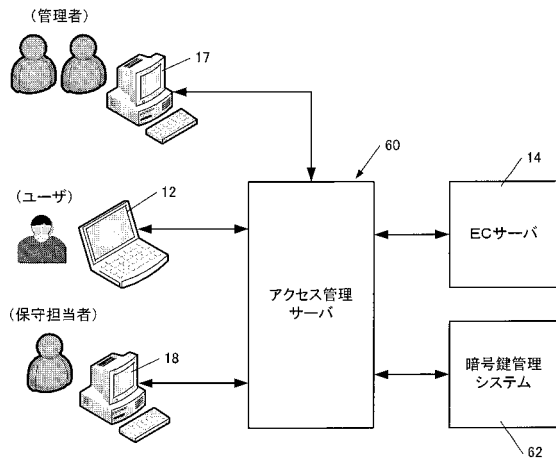 (管理者)
17
60
14
(ユーザ)
12
ECサーバ
アクセス管理
サーバ
(保守担当者)
18
暗号鍵管理
システム
62